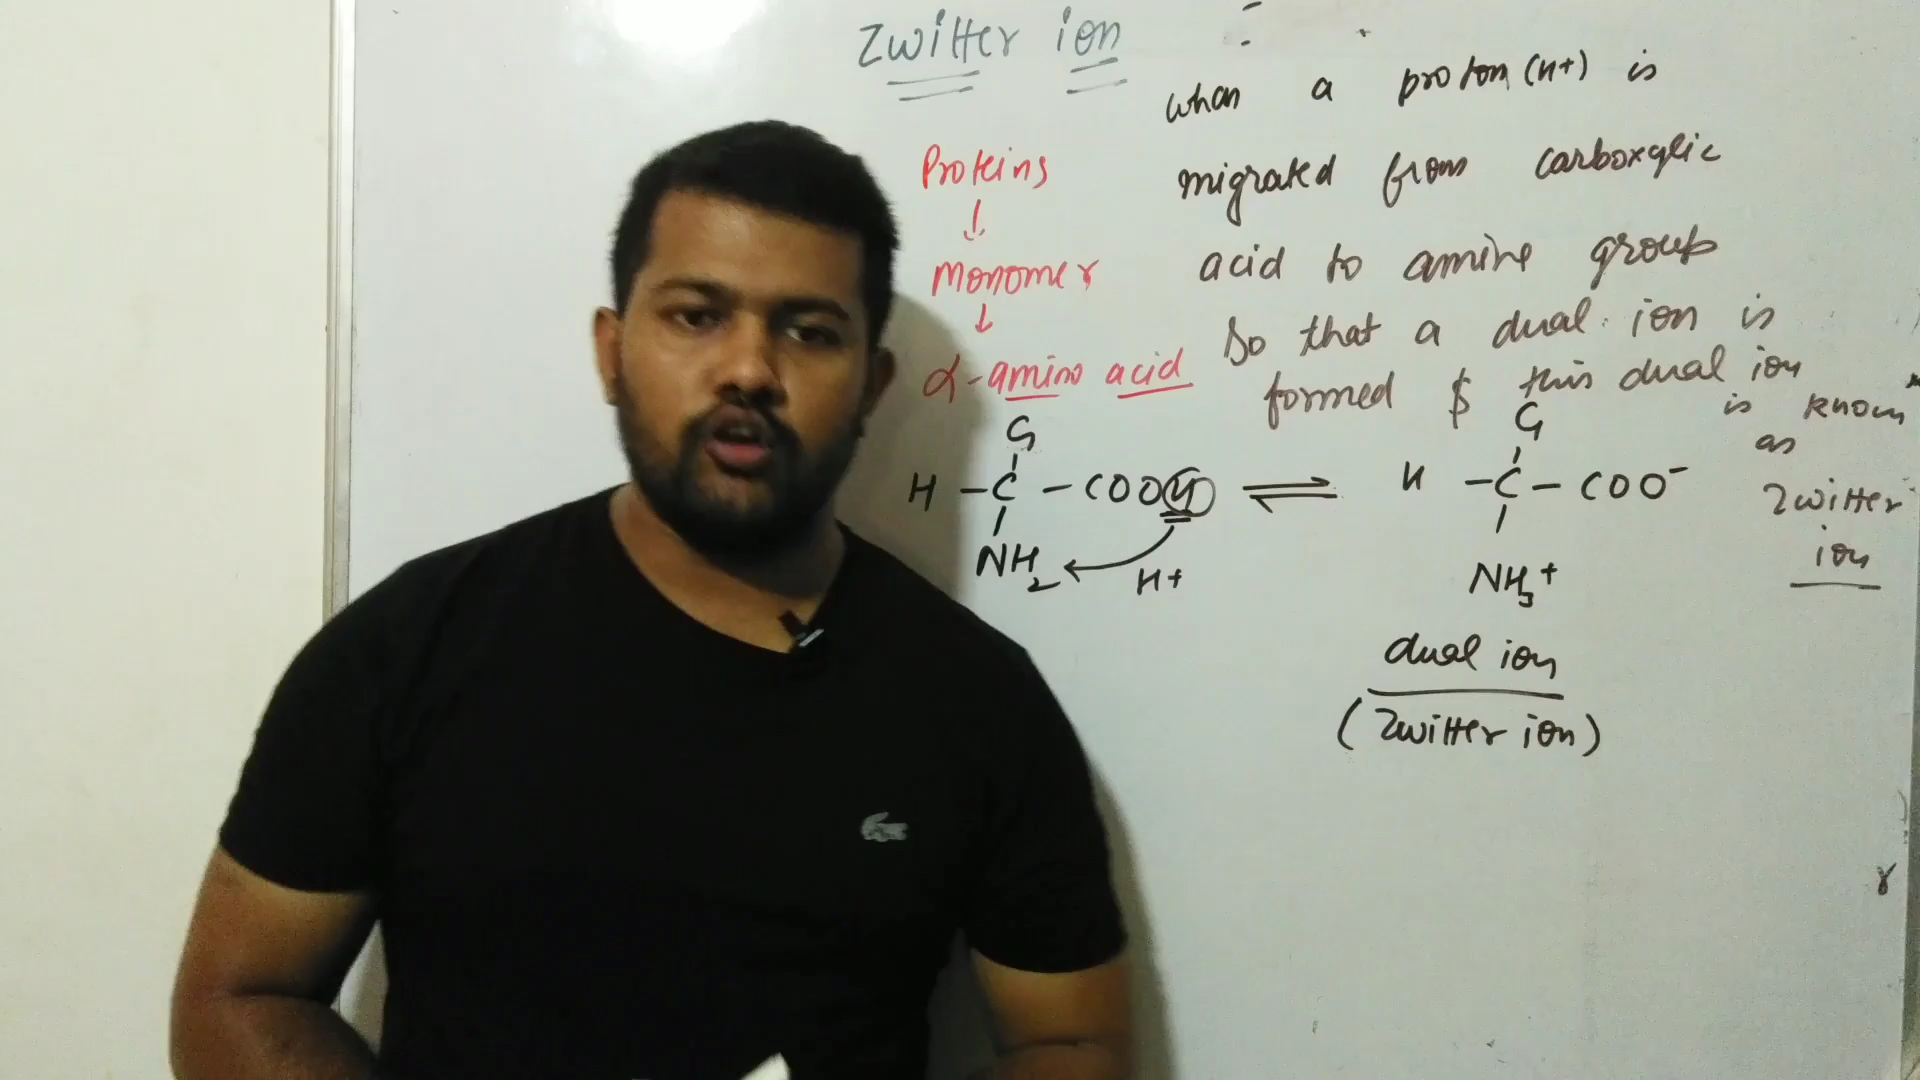 Zwitter ion :-
when a proton (H+) is
migrated from carboxylic
acid to amine group
So that a dual ion is
formed & this dual ion
is known
as
Zwitter
ion
Proteins
↓
Monomer
↓
α-amino acid
G
H - C - COOH ⇌
NH2 ← H+
G
H - C - COO⁻
NH3+
dual ion
(Zwitter ion)